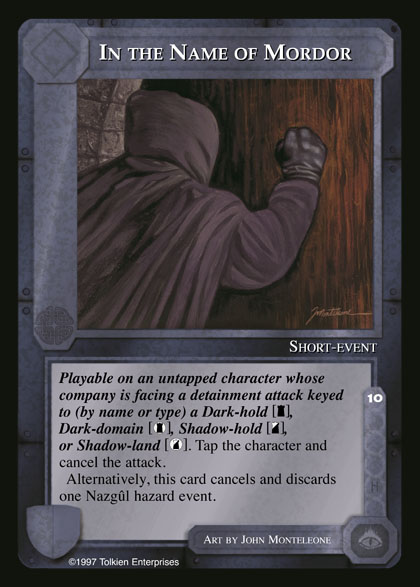 In the Name of Mordor
Short-event
Playable on an untapped character whose
company is facing a detainment attack keyed
to (by name or type) a Dark-hold [],
Dark-domain [], Shadow-hold [],
or Shadow-land []. Tap the character and
cancel the attack.
Alternatively, this card cancels and discards
one Nazgûl hazard event.
10
Art by John Monteleone
©1997 Tolkien Enterprises